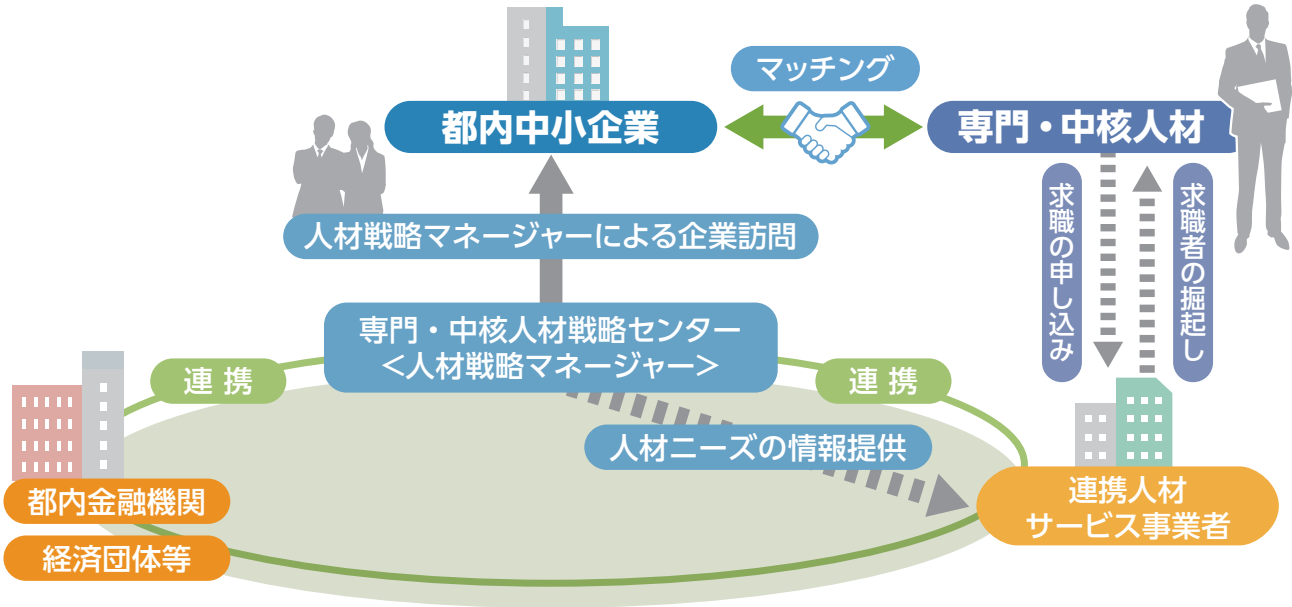 マッチング
都内中小企業
専門・中核人材
人材戦略マネージャーによる企業訪問
求職の申し込み
求職者の掘起し
専門・中核人材戦略センター
＜人材戦略マネージャー＞
連 携
連 携
人材ニーズの情報提供
都内金融機関
経済団体等
連携人材
サービス事業者